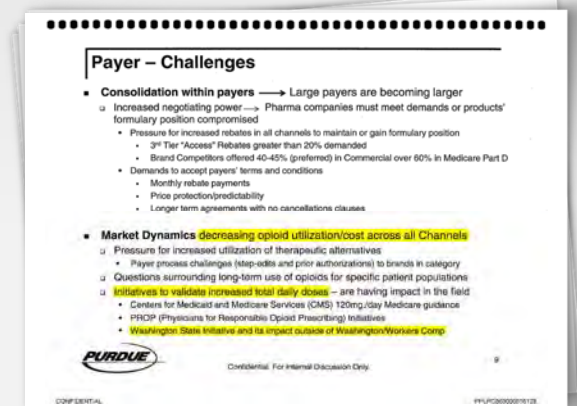 Payer – Challenges
▪ Consolidation within payers ⟶ Large payers are becoming larger
❑ Increased negotiating power ⟶ Pharma companies must meet demands or products'
formulary position compromised
• Pressure for increased rebates in all channels to maintain or gain formulary position
• 3rd Tier "Access" Rebates greater than 20% demanded
• Brand Competitors offered 40-45% (preferred) in Commercial over 60% in Medicare Part D
• Demands to accept payers' terms and conditions
• Monthly rebate payments
• Price protection/predictability
• Longer term agreements with no cancellations clauses
▪ Market Dynamics decreasing opioid utilization/cost across all Channels
❑ Pressure for increased utilization of therapeutic alternatives
• Payer process challenges (step-edits and prior authorizations) to brands in category
❑ Questions surrounding long-term use of opioids for specific patient populations
❑ Initiatives to validate increased total daily doses – are having impact in the field
• Centers for Medicaid and Medicare Services (CMS) 120mg./day Medicare guidance
• PROP (Physicians for Responsible Opioid Prescribing) Initiatives
• Washington State Initiative and its impact outside of Washington/Workers Comp
PURDUE
Confidential. For Internal Discussion Only.
9
CONFIDENTIAL